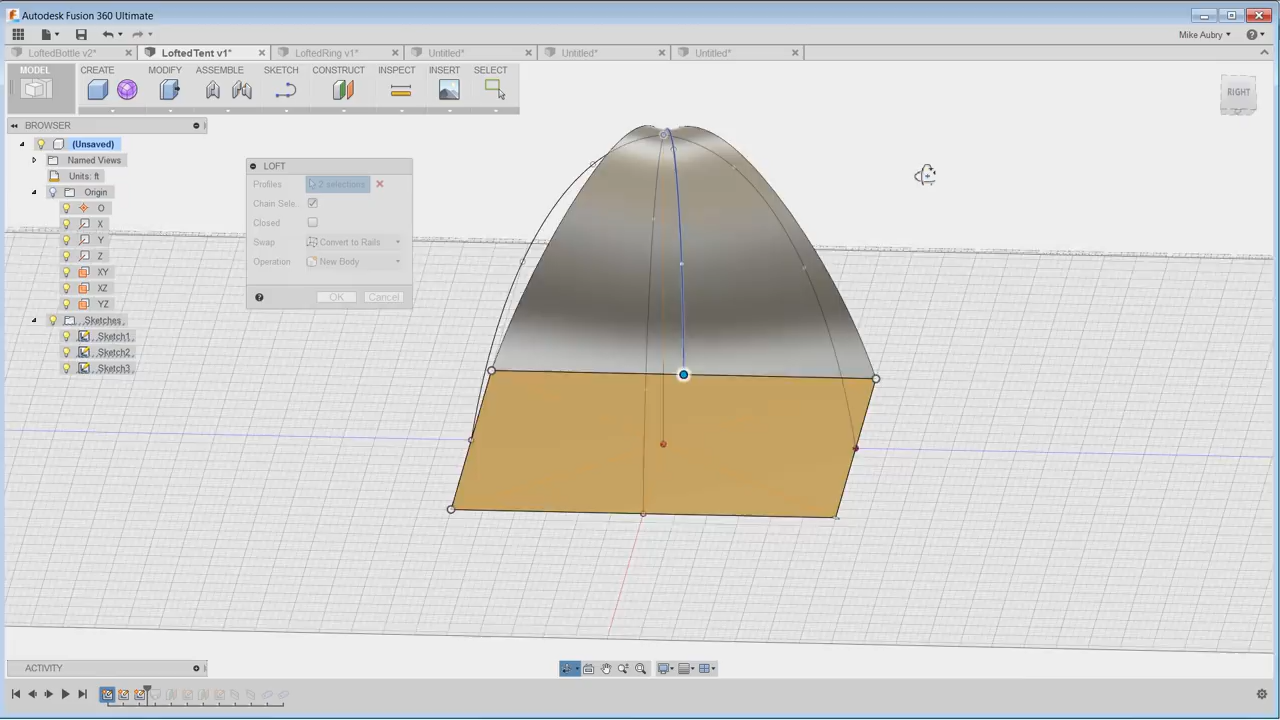 Autodesk Fusion 360 Ultimate
Mike Aubry
LoftedBottle v2* LoftedTent v1* LoftedRing v1* Untitled* Untitled* Untitled*
MODEL CREATE MODIFY ASSEMBLE SKETCH CONSTRUCT INSPECT INSERT SELECT
RIGHT
BROWSER
(Unsaved)
Named Views
Units: ft
Origin
O
X
Y
Z
XY
XZ
YZ
Sketches
Sketch1
Sketch2
Sketch3
LOFT
Profiles 2 selections
Chain Sele...
Closed
Swap Convert to Rails
Operation New Body
OK Cancel
ACTIVITY